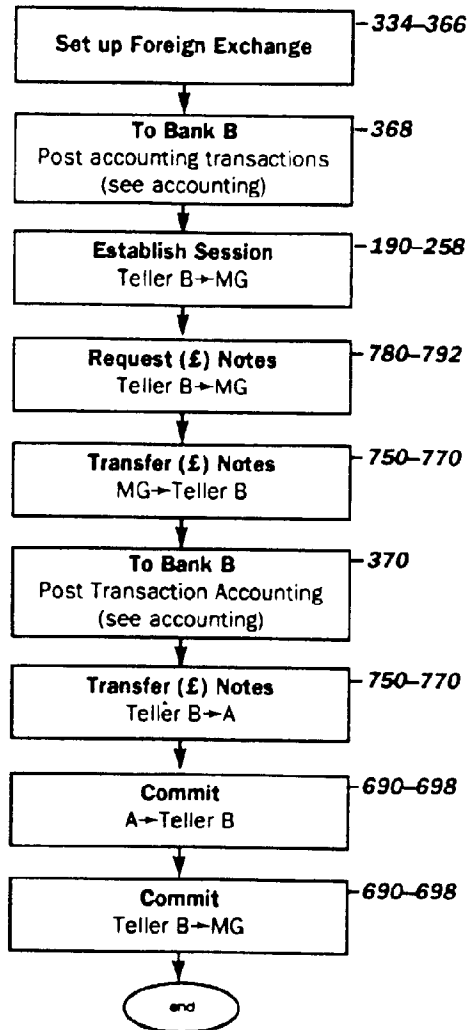 Set up Foreign Exchange
334–366
To Bank B
368
Post accounting transactions
(see accounting)
Establish Session
190–258
Teller B→MG
Request (£) Notes
780–792
Teller B→MG
Transfer (£) Notes
750–770
MG→Teller B
To Bank B
370
Post Transaction Accounting
(see accounting)
Transfer (£) Notes
750–770
Teller B→A
Commit
690–698
A→Teller B
Commit
690–698
Teller B→MG
end